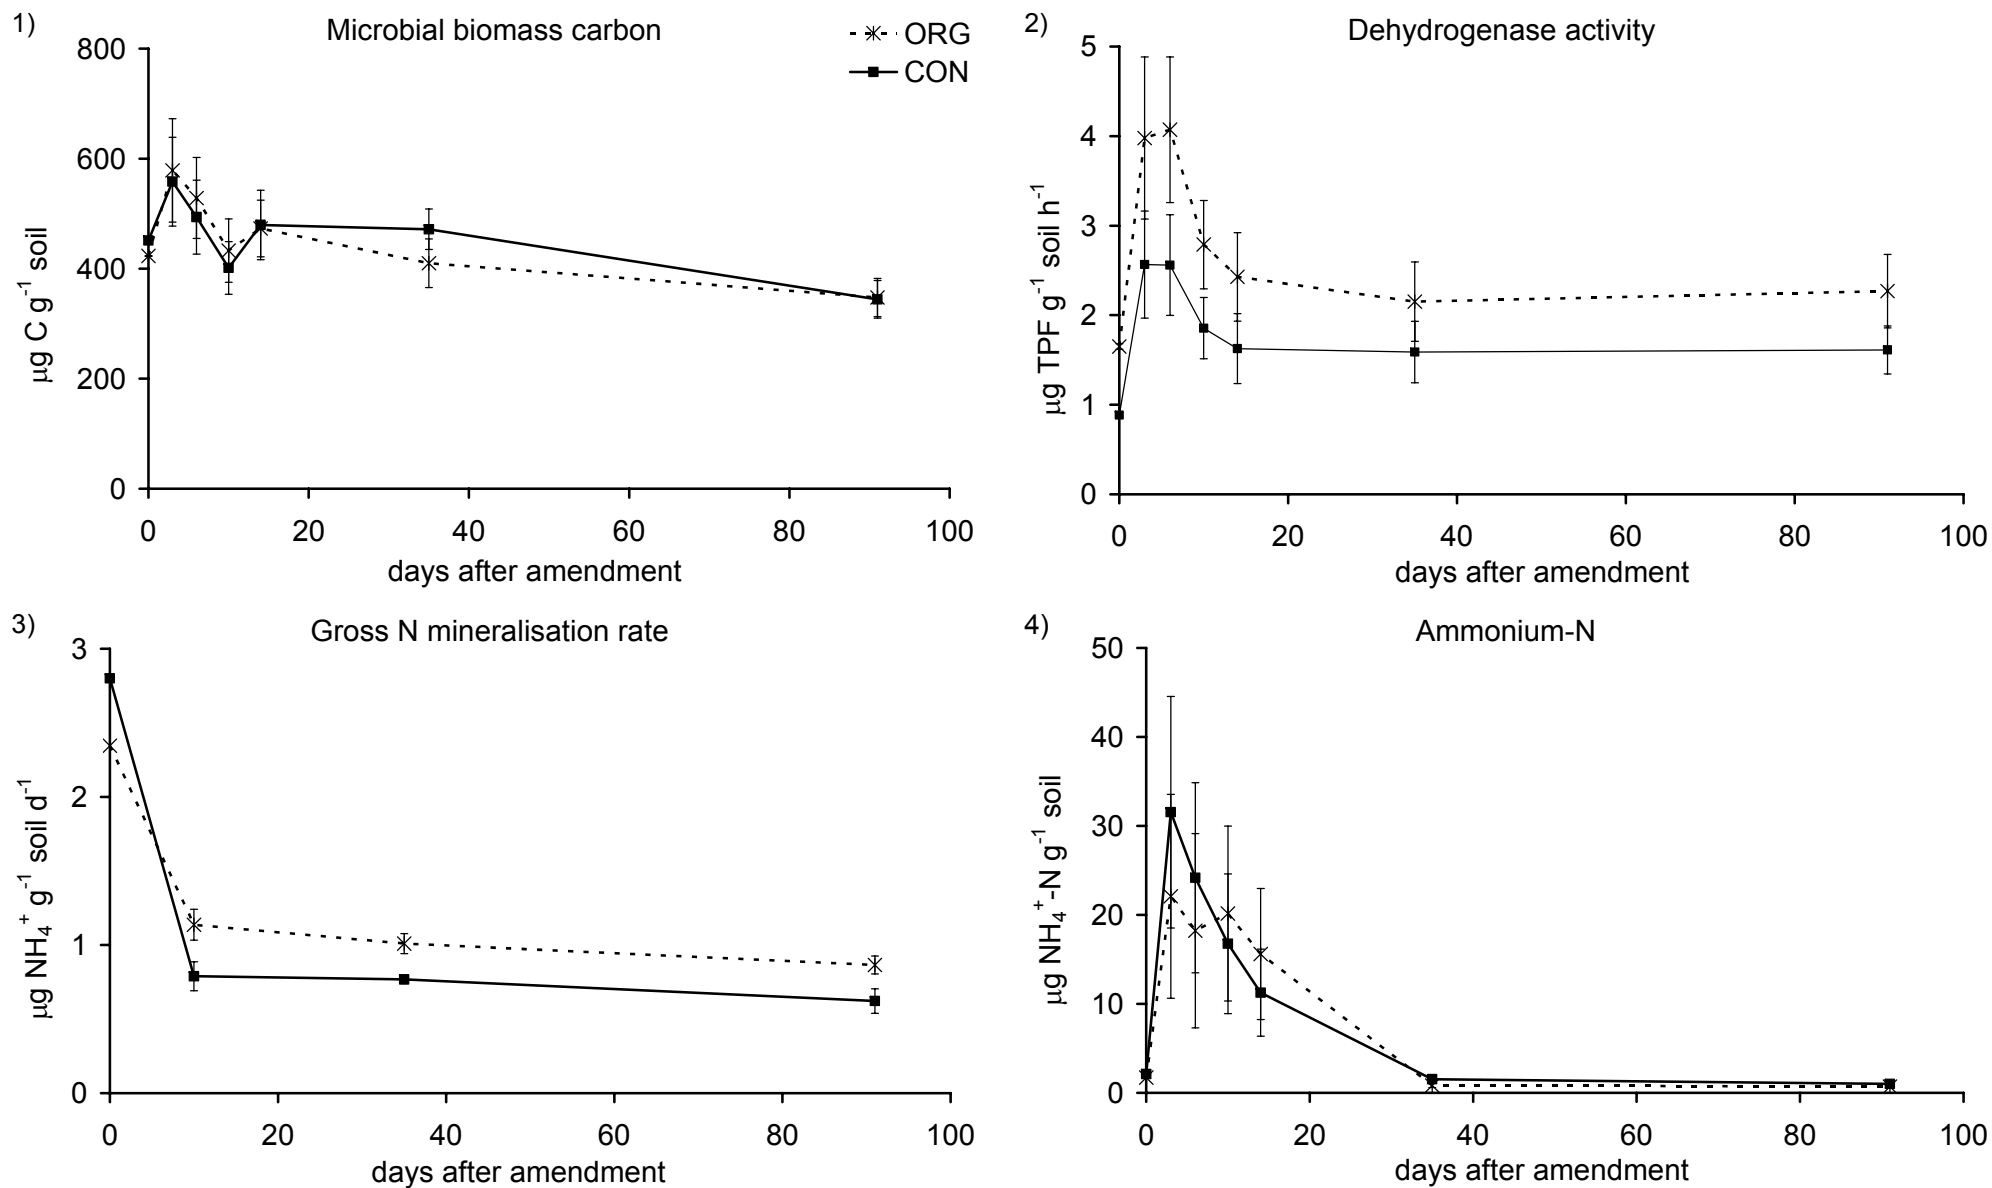 1)
Microbial biomass carbon
ORG
CON
800
600
400
200
0
µg C g⁻¹ soil
0 20 40 60 80 100
days after amendment
2)
Dehydrogenase activity
5
4
3
2
1
0
µg TPF g⁻¹ soil h⁻¹
0 20 40 60 80 100
days after amendment
3)
Gross N mineralisation rate
3
2
1
0
µg NH₄⁺ g⁻¹ soil d⁻¹
0 20 40 60 80 100
days after amendment
4)
Ammonium-N
50
40
30
20
10
0
µg NH₄⁺-N g⁻¹ soil
0 20 40 60 80 100
days after amendment